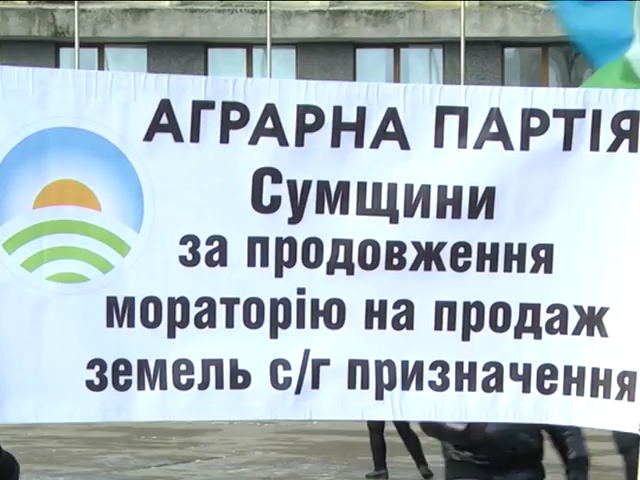 АГРАРНА ПАРТІЯ
Сумщини
за продовження
мораторію на продаж
земель с/г призначення